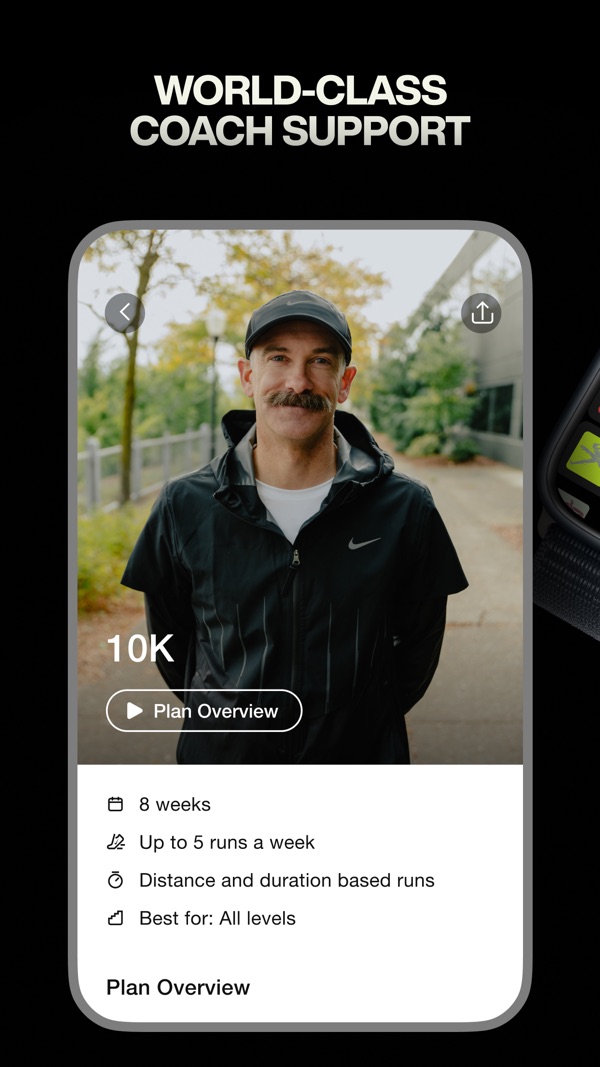 WORLD-CLASS
COACH SUPPORT
10K
Plan Overview
8 weeks
Up to 5 runs a week
Distance and duration based runs
Best for: All levels
Plan Overview